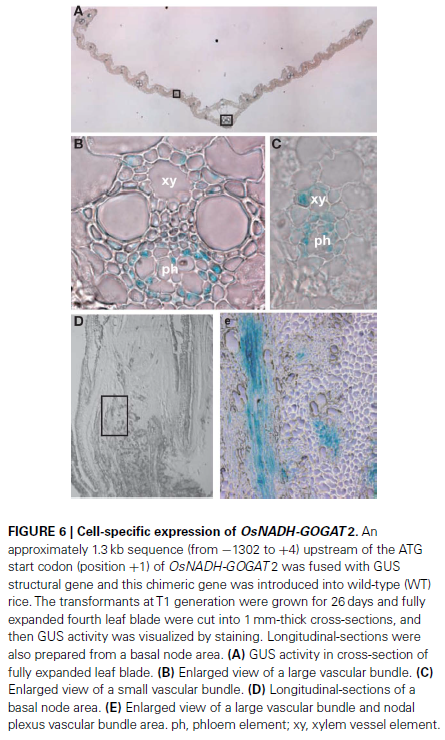 A
B
xy
ph
C
xy
ph
D
e
FIGURE 6 | Cell-specific expression of OsNADH-GOGAT2. An
approximately 1.3 kb sequence (from −1302 to +4) upstream of the ATG
start codon (position +1) of OsNADH-GOGAT2 was fused with GUS
structural gene and this chimeric gene was introduced into wild-type (WT)
rice. The transformants at T1 generation were grown for 26 days and fully
expanded fourth leaf blade were cut into 1 mm-thick cross-sections, and
then GUS activity was visualized by staining. Longitudinal-sections were
also prepared from a basal node area. (A) GUS activity in cross-section of
fully expanded leaf blade. (B) Enlarged view of a large vascular bundle. (C)
Enlarged view of a small vascular bundle. (D) Longitudinal-sections of a
basal node area. (E) Enlarged view of a large vascular bundle and nodal
plexus vascular bundle area. ph, phloem element; xy, xylem vessel element.